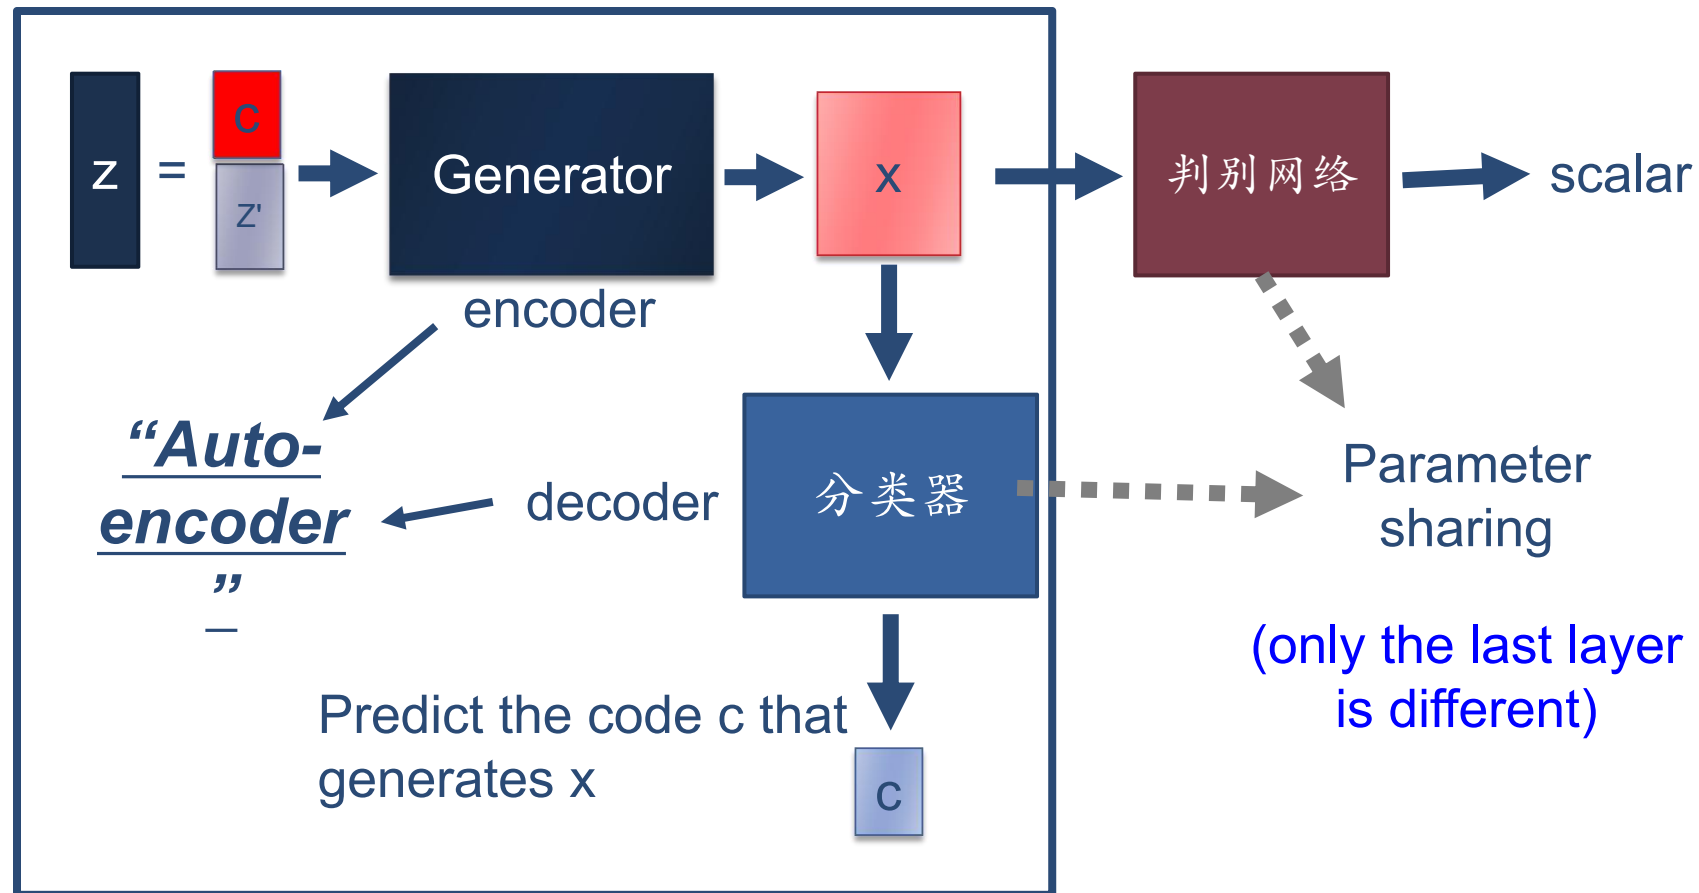 z
=
c
z'
Generator
x
判别网络
scalar
encoder
“Auto-
encoder
”
decoder
分类器
Parameter
sharing
(only the last layer
is different)
Predict the code c that
generates x
c